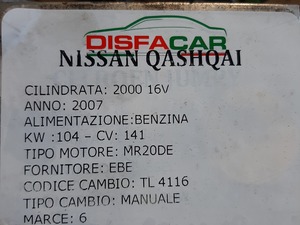 DISFACAR
NISSAN QASHQAI
CILINDRATA: 2000 16V
ANNO: 2007
ALIMENTAZIONE:BENZINA
KW :104 - CV: 141
TIPO MOTORE: MR20DE
FORNITORE: EBE
CODICE CAMBIO: TL 4116
TIPO CAMBIO: MANUALE
MARCE: 6